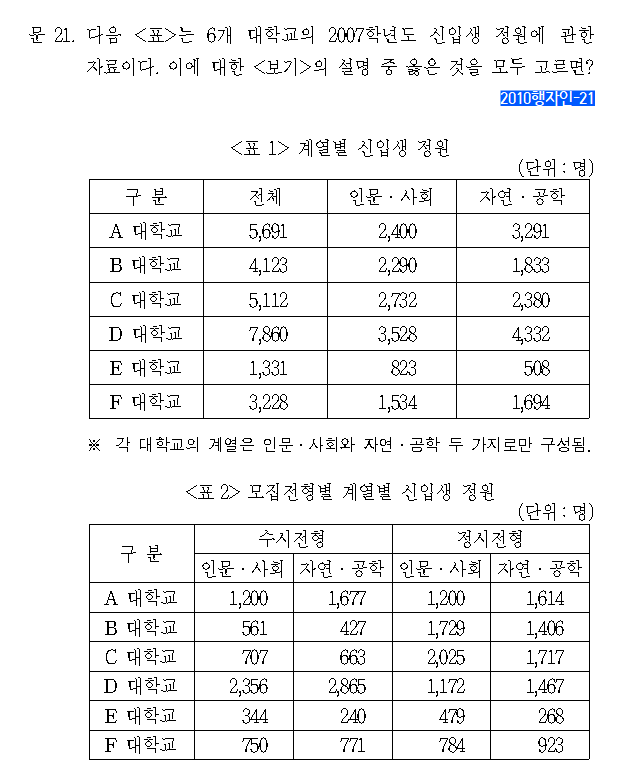 문 21. 다음 <표>는 6개 대학교의 2007학년도 신입생 정원에 관한
자료이다. 이에 대한 <보기>의 설명 중 옳은 것을 모두 고르면?
2010행자인-21
<표 1> 계열별 신입생 정원
(단위 : 명)
구 분 전체 인문·사회 자연·공학
A 대학교 5,691 2,400 3,291
B 대학교 4,123 2,290 1,833
C 대학교 5,112 2,732 2,380
D 대학교 7,860 3,528 4,332
E 대학교 1,331 823 508
F 대학교 3,228 1,534 1,694
※ 각 대학교의 계열은 인문·사회와 자연·공학 두 가지로만 구성됨.
<표 2> 모집전형별 계열별 신입생 정원
(단위 : 명)
구 분 수시전형 정시전형
인문·사회 자연·공학 인문·사회 자연·공학
A 대학교 1,200 1,677 1,200 1,614
B 대학교 561 427 1,729 1,406
C 대학교 707 663 2,025 1,717
D 대학교 2,356 2,865 1,172 1,467
E 대학교 344 240 479 268
F 대학교 750 771 784 923